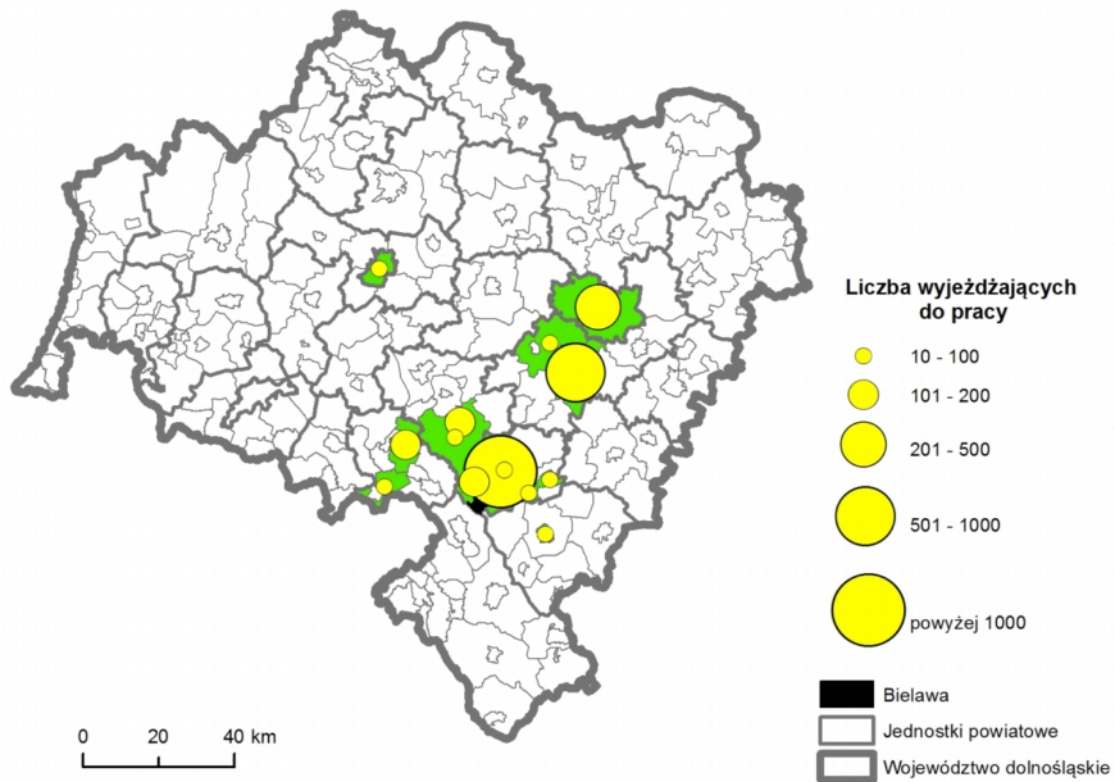 Liczba wyjeżdżających
do pracy
10 - 100
101 - 200
201 - 500
501 - 1000
powyżej 1000
Bielawa
Jednostki powiatowe
Województwo dolnośląskie
0 20 40 km